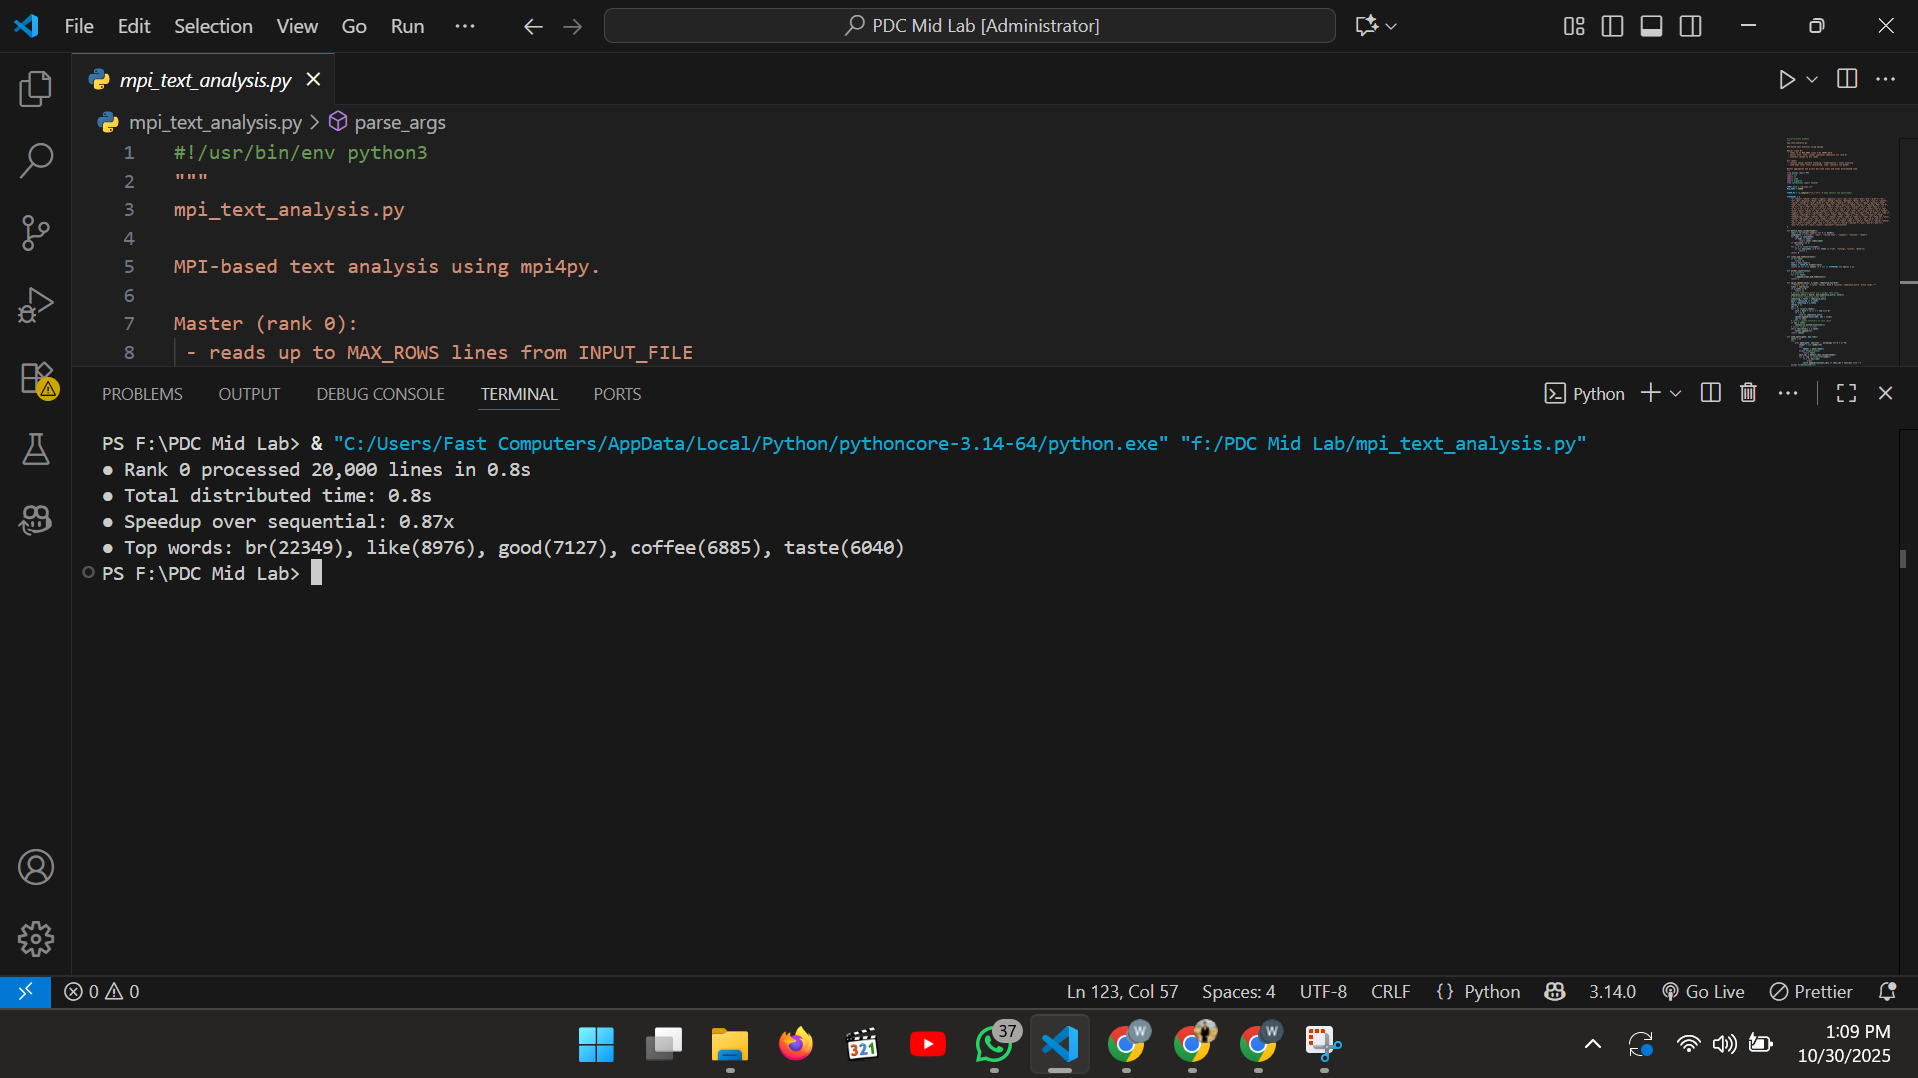 File Edit Selection View Go Run ··· PDC Mid Lab [Administrator]
mpi_text_analysis.py
mpi_text_analysis.py > parse_args
1 #!/usr/bin/env python3
2 """
3 mpi_text_analysis.py
4
5 MPI-based text analysis using mpi4py.
6
7 Master (rank 0):
8 - reads up to MAX_ROWS lines from INPUT_FILE
PROBLEMS OUTPUT DEBUG CONSOLE TERMINAL PORTS Python
PS F:\PDC Mid Lab> & "C:/Users/Fast Computers/AppData/Local/Python/pythoncore-3.14-64/python.exe" "f:/PDC Mid Lab/mpi_text_analysis.py"
● Rank 0 processed 20,000 lines in 0.8s
● Total distributed time: 0.8s
● Speedup over sequential: 0.87x
● Top words: br(22349), like(8976), good(7127), coffee(6885), taste(6040)
PS F:\PDC Mid Lab>
0 0 Ln 123, Col 57 Spaces: 4 UTF-8 CRLF {} Python 3.14.0 Go Live Prettier
321 37 W W
1:09 PM
10/30/2025